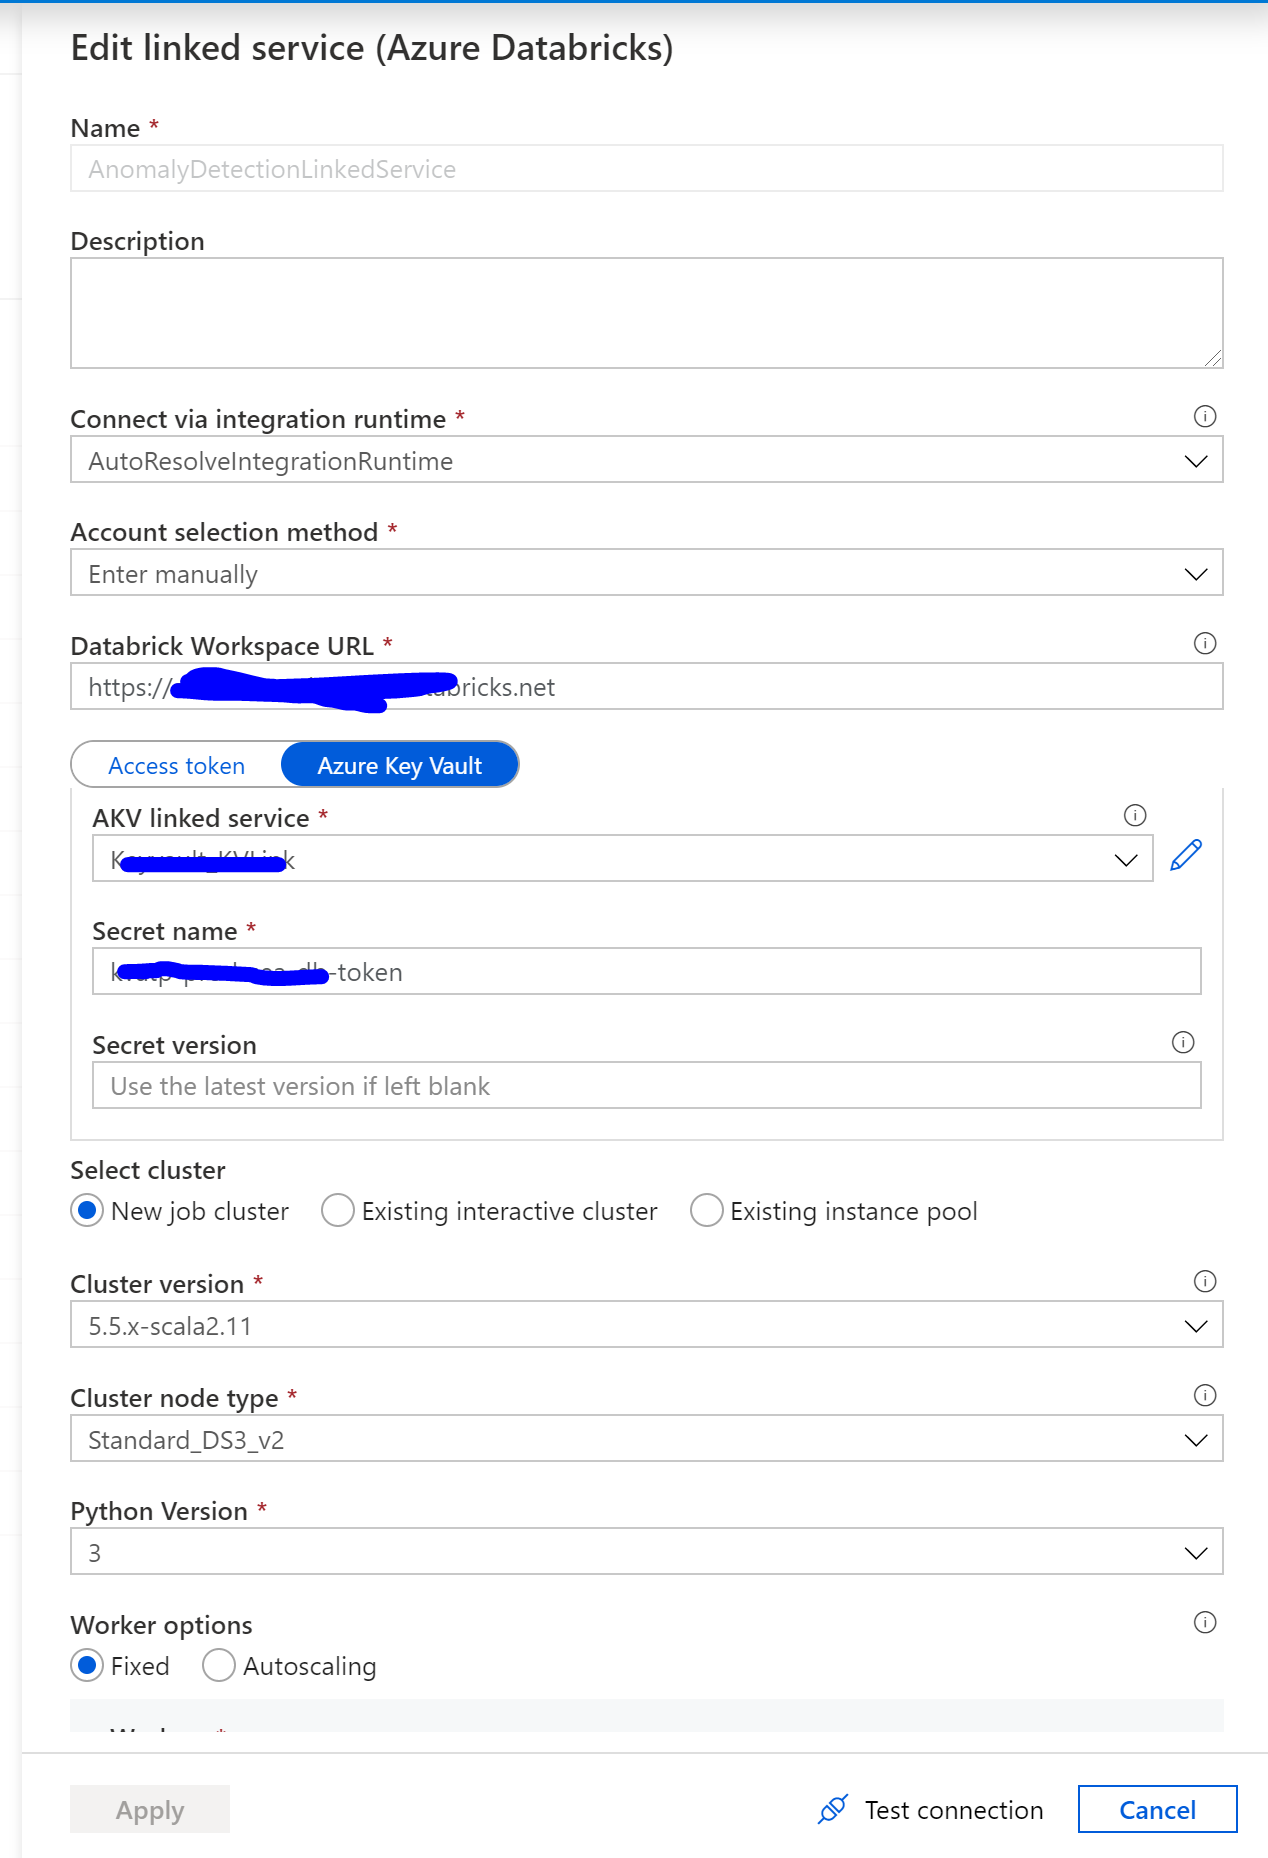 Edit linked service (Azure Databricks)
Name *
AnomalyDetectionLinkedService
Description
Connect via integration runtime *
AutoResolveIntegrationRuntime
Account selection method *
Enter manually
Databrick Workspace URL *
https:// bricks.net
Access token Azure Key Vault
AKV linked service *
Secret name *
-token
Secret version
Use the latest version if left blank
Select cluster
New job cluster Existing interactive cluster Existing instance pool
Cluster version *
5.5.x-scala2.11
Cluster node type *
Standard_DS3_v2
Python Version *
3
Worker options
Fixed Autoscaling
Apply Test connection Cancel